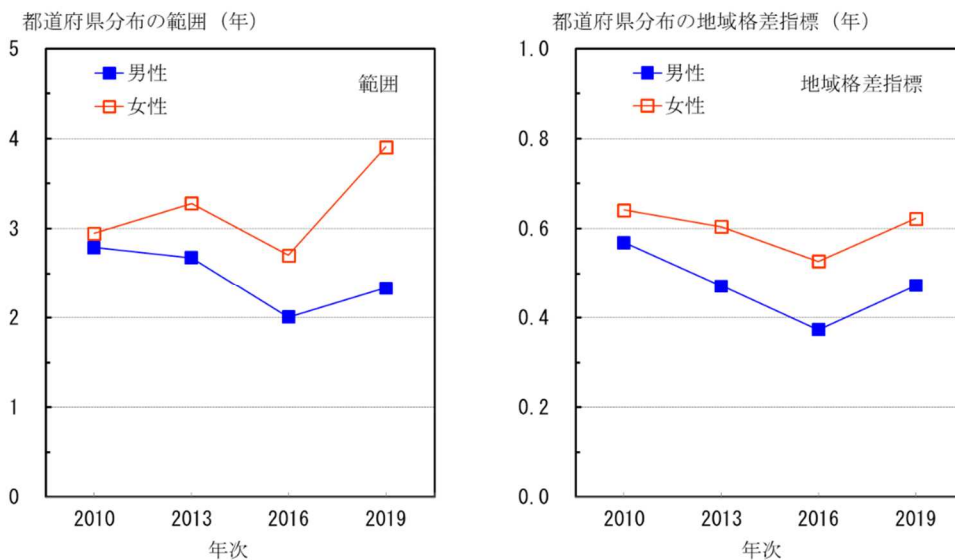 都道府県分布の範囲（年）
5
4
3
2
1
0
男性
女性
範囲
2010 2013 2016 2019
年次
都道府県分布の地域格差指標（年）
1.0
0.8
0.6
0.4
0.2
0.0
男性
女性
地域格差指標
2010 2013 2016 2019
年次